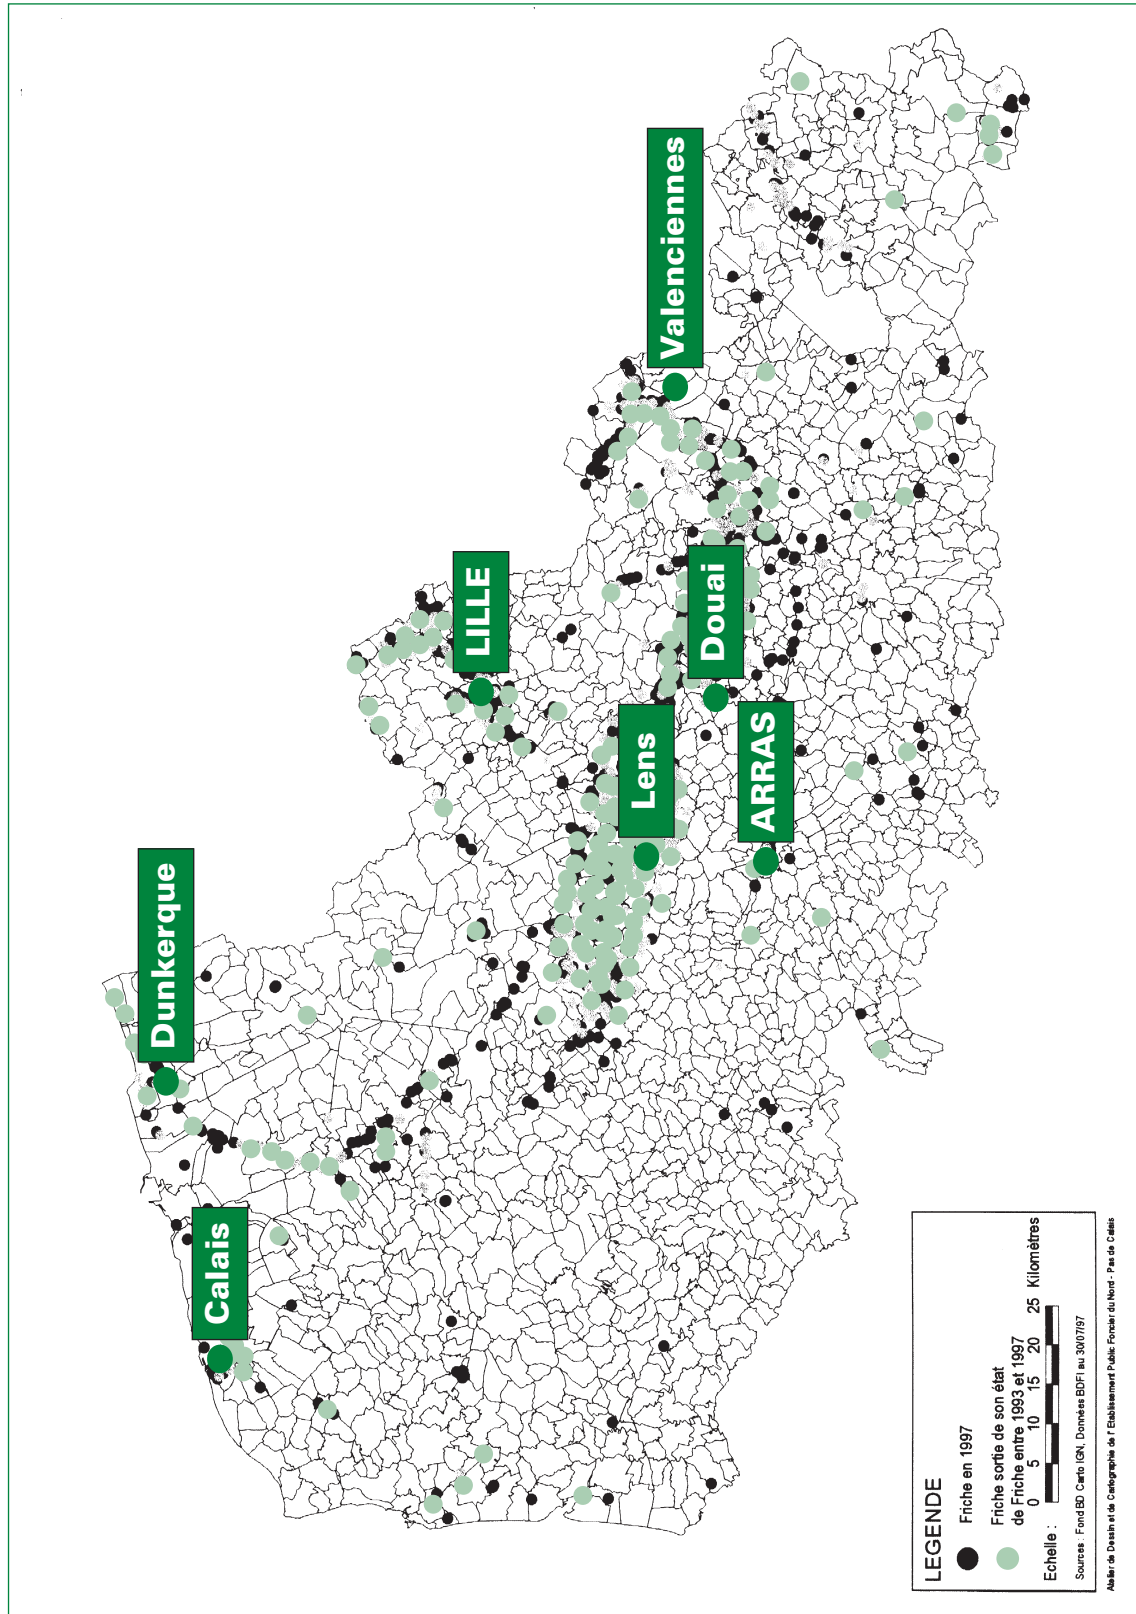 Dunkerque
Calais
LILLE
Valenciennes
Lens
Douai
ARRAS
LEGENDE
Friche en 1997
Friche sortie de son état
de Friche entre 1993 et 1997
Echelle :
0 5 10 15 20 25 Kilomètres
Sources : Fond BD Carto IGN, Données BDFI au 30/07/97
Atelier de Dessin et de Cartographie de l'Etablissement Public Foncier du Nord - Pas de Calais